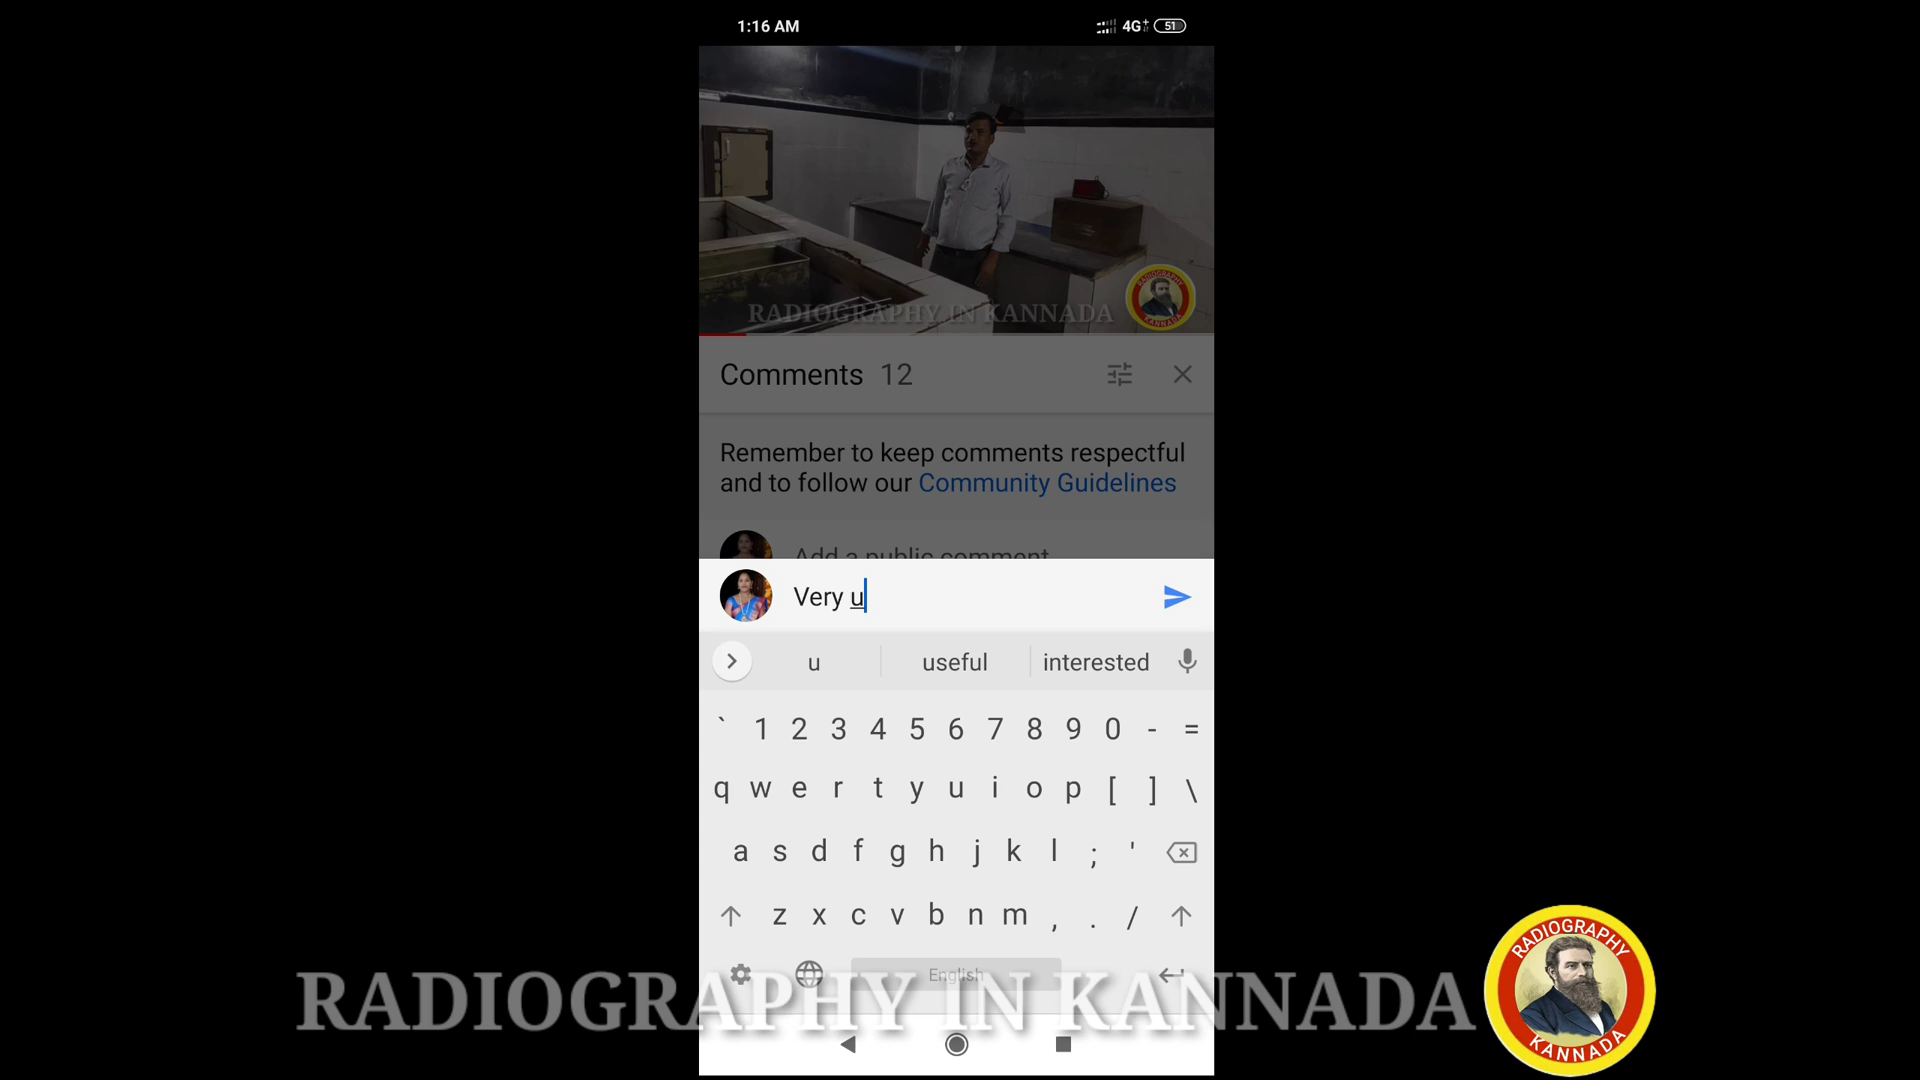 1:16 AM
4G+ 51
RADIOGRAPHY
RADIOGRAPHY IN KANNADA
KANNADA
Comments 12
Remember to keep comments respectful
and to follow our Community Guidelines
Add a public comment
Very u
u useful interested
` 1 2 3 4 5 6 7 8 9 0 - =
q w e r t y u i o p [ ] \
a s d f g h j k l ; '
z x c v b n m , . /
English
RADIOGRAPHY IN KANNADA
RADIOGRAPHY
KANNADA